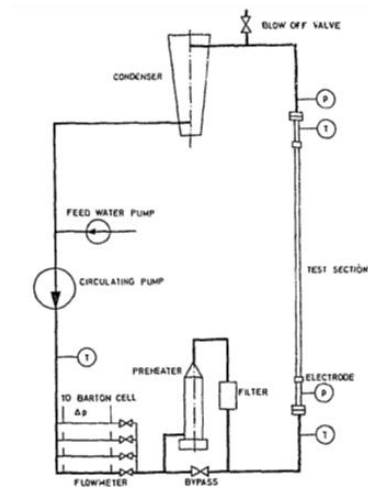 BLOW OFF VALVE
CONDENSER
P
T
FEED WATER PUMP
CIRCULATING PUMP
TEST SECTION
T
PREHEATER
ELECTRODE
10 BARTON CELL
FILTER
P
Δp
T
FLOWMETER
BYPASS